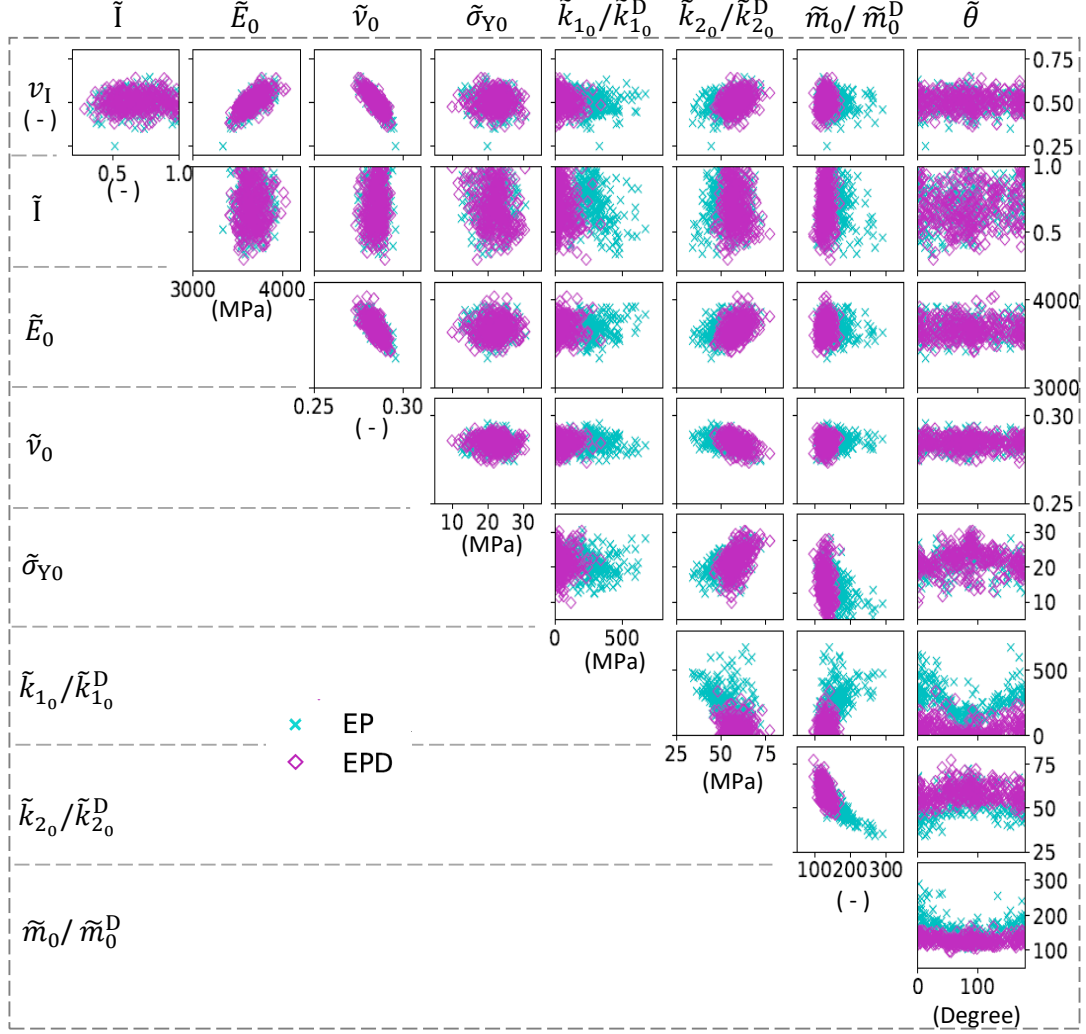 Ĩ Ẽ₀ ṽ₀ σ̃Y0 k̃₁₀/k̃ᴰ₁₀ k̃₂₀/k̃ᴰ₂₀ m̃₀/ m̃ᴰ₀ θ̃
vI
(-)
0.75
0.50
0.25
0.5 1.0
(-)
Ĩ
1.0
0.5
3000 4000
(MPa)
Ẽ₀
4000
3000
0.25 0.30
(-)
ṽ₀
0.30
0.25
10 20 30
(MPa)
σ̃Y0
30
20
10
0 500
(MPa)
k̃₁₀/k̃ᴰ₁₀
500
0
25 50 75
(MPa)
× EP
◇ EPD
k̃₂₀/k̃ᴰ₂₀
75
50
25
100 200 300
(-)
m̃₀/ m̃ᴰ₀
300
200
100
0 100
(Degree)